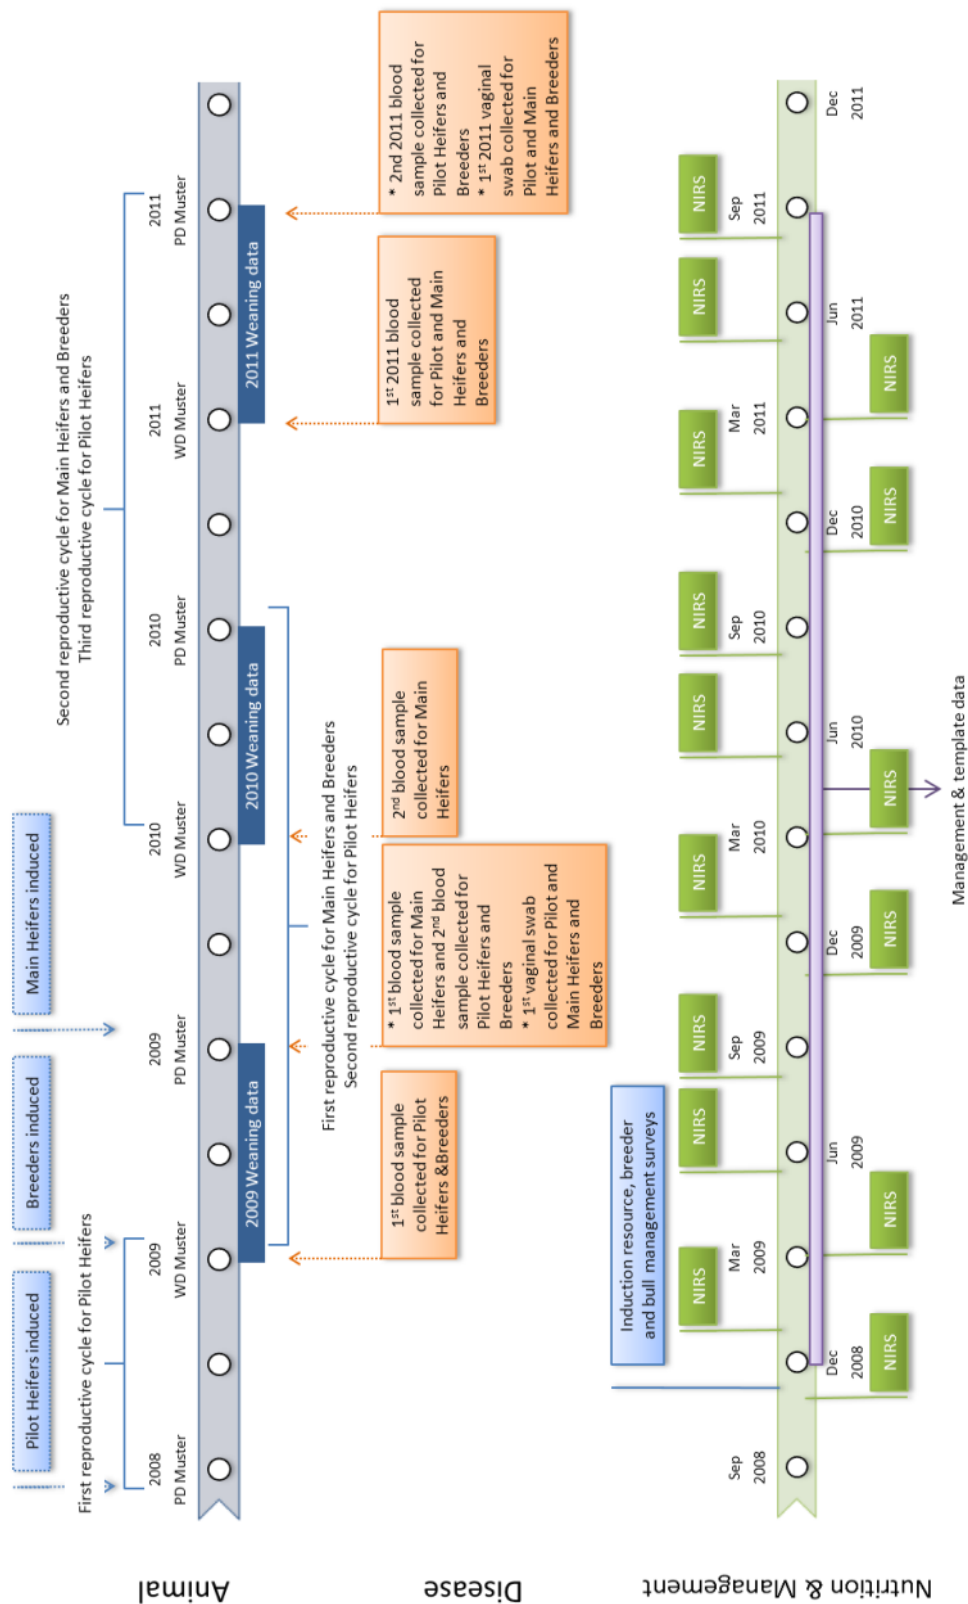 Animal
Pilot Heifers induced
Breeders induced
Main Heifers induced
First reproductive cycle for Pilot Heifers
Second reproductive cycle for Main Heifers and Breeders
Third reproductive cycle for Pilot Heifers
2008
PD Muster
2009
WD Muster
2009
PD Muster
2010
WD Muster
2010
PD Muster
2011
WD Muster
2011
PD Muster
2009 Weaning data
2010 Weaning data
2011 Weaning data
First reproductive cycle for Main Heifers and Breeders
Second reproductive cycle for Pilot Heifers
Disease
1st blood sample
collected for Pilot
Heifers &Breeders
* 1st blood sample
collected for Main
Heifers and 2nd blood
sample collected for
Pilot Heifers and
Breeders
* 1st vaginal swab
collected for Pilot and
Main Heifers and
Breeders
2nd blood sample
collected for Main
Heifers
1st 2011 blood
sample collected
for Pilot and Main
Heifers and
Breeders
* 2nd 2011 blood
sample collected for
Pilot Heifers and
Breeders
* 1st 2011 vaginal
swab collected for
Pilot and Main
Heifers and Breeders
Nutrition & Management
Induction resource, breeder
and bull management surveys
NIRS
NIRS
NIRS
NIRS
NIRS
NIRS
NIRS
NIRS
NIRS
Sep
2008
Mar
2009
Sep
2009
Mar
2010
Sep
2010
Mar
2011
Sep
2011
Dec
2008
Jun
2009
Dec
2009
Jun
2010
Dec
2010
Jun
2011
Dec
2011
NIRS
NIRS
NIRS
NIRS
NIRS
NIRS
Management & template data